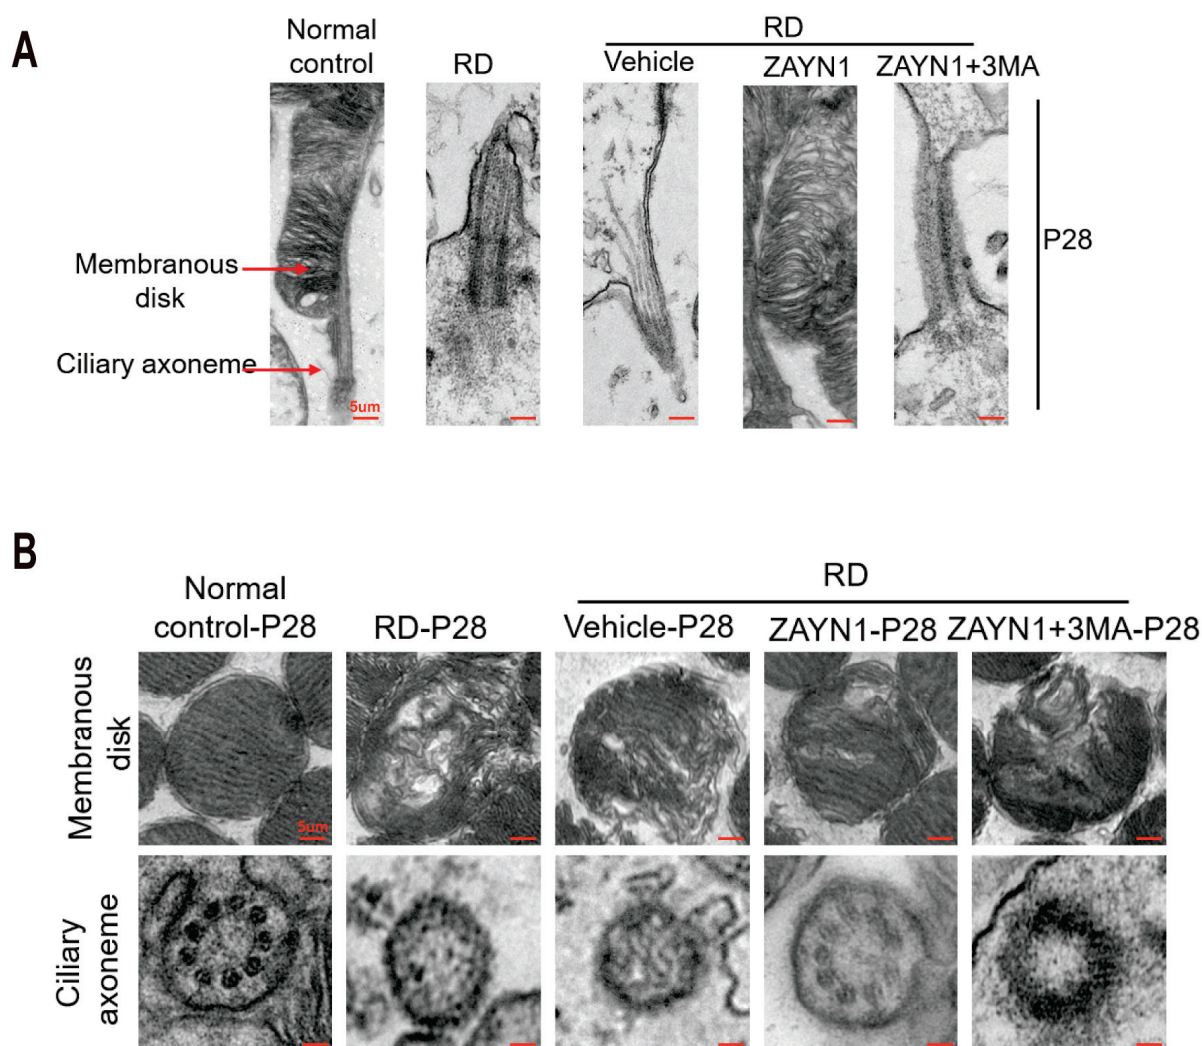 A
Normal
control
RD
RD
Vehicle
ZAYN1
ZAYN1+3MA
Membranous
disk
Ciliary axoneme
5um
P28
B
RD
Normal
control-P28
RD-P28
Vehicle-P28
ZAYN1-P28
ZAYN1+3MA-P28
Membranous
disk
5um
Ciliary
axoneme